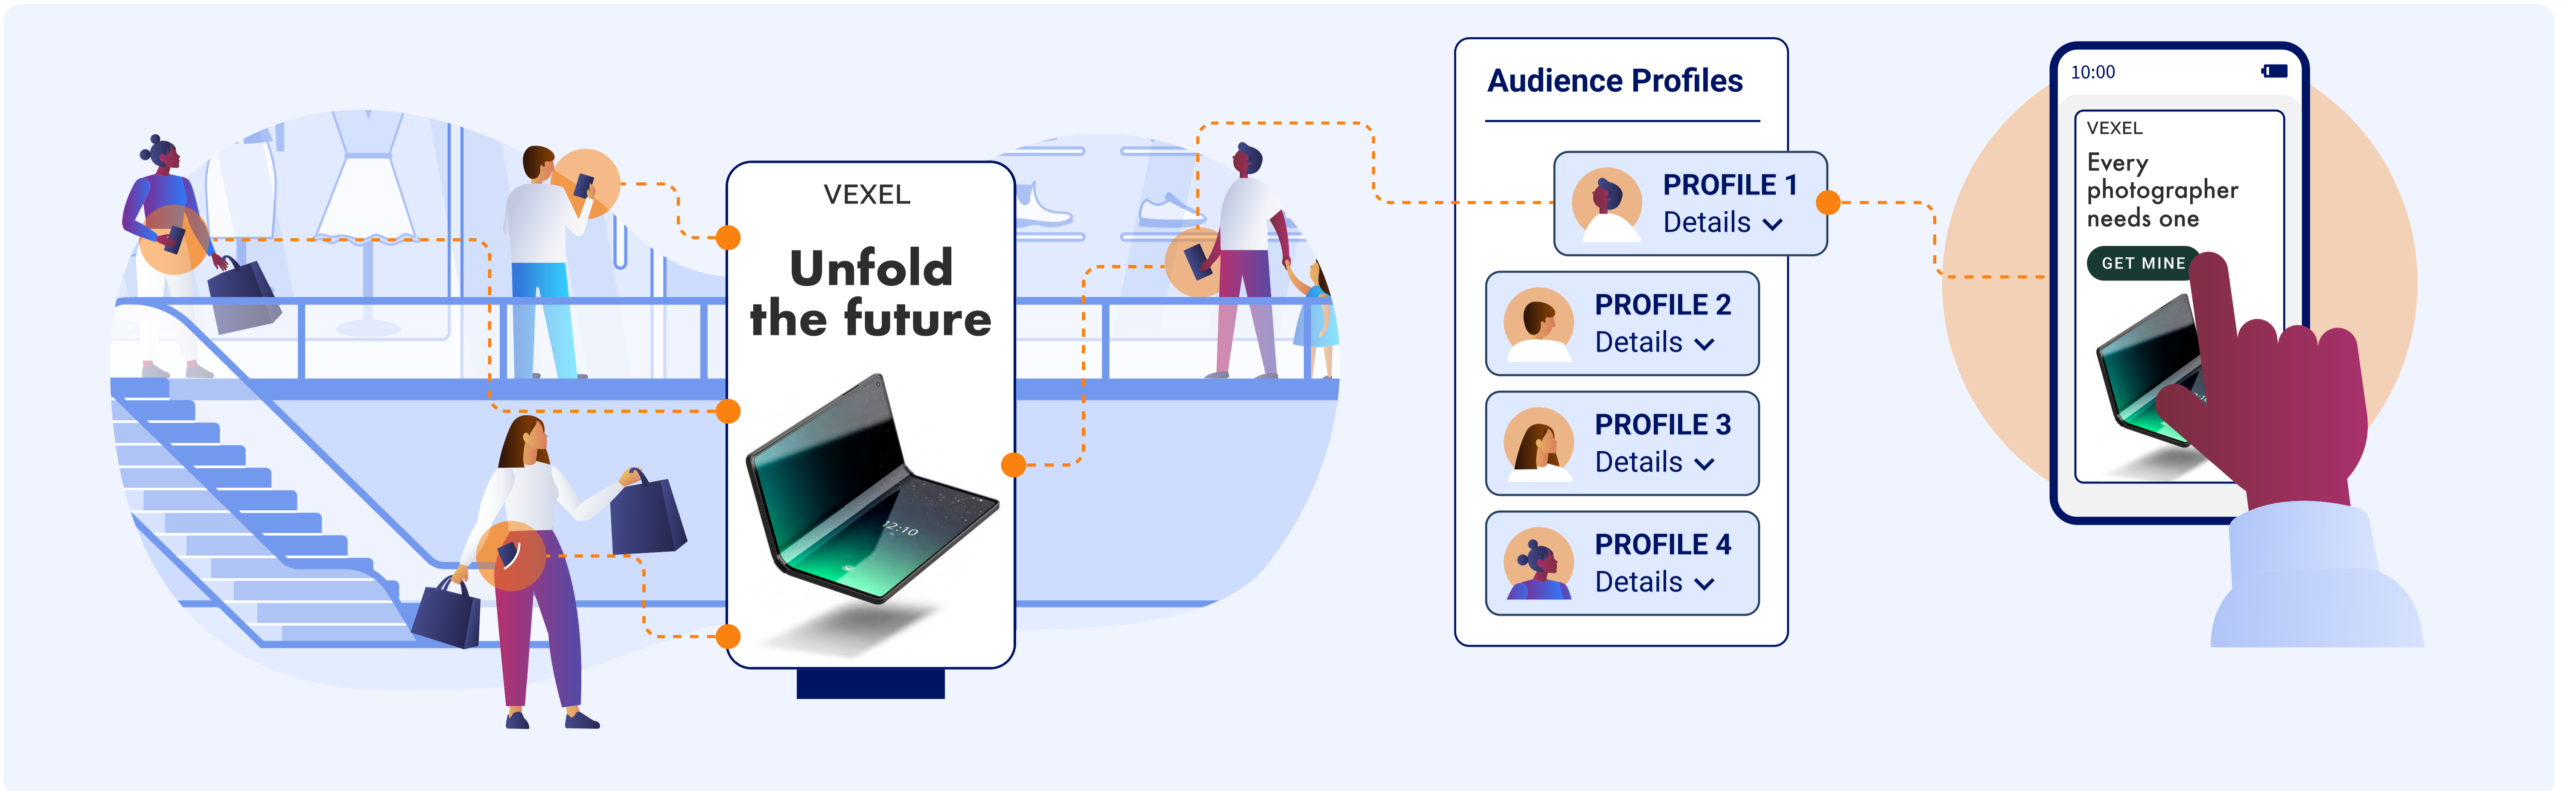 VEXEL
Unfold
the future
12:10
Audience Profiles
PROFILE 1
Details
PROFILE 2
Details
PROFILE 3
Details
PROFILE 4
Details
10:00
VEXEL
Every
photographer
needs one
GET MINE